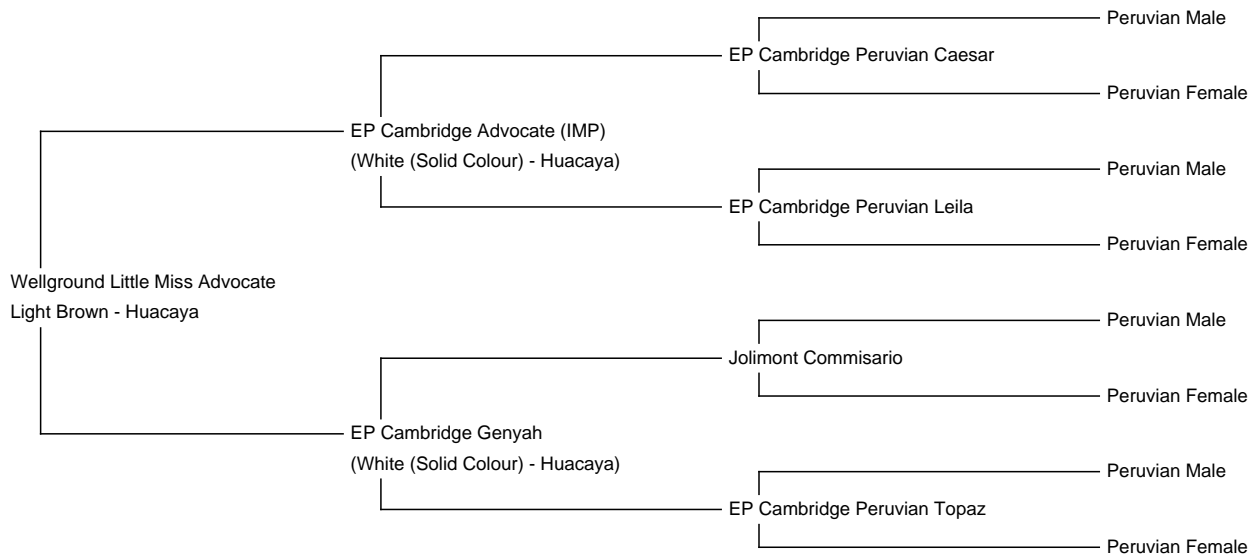 Peruvian Male
EP Cambridge Peruvian Caesar
Peruvian Female
EP Cambridge Advocate (IMP)
(White (Solid Colour) - Huacaya)
Peruvian Male
EP Cambridge Peruvian Leila
Peruvian Female
Wellground Little Miss Advocate
Light Brown - Huacaya
Peruvian Male
Jolimont Commisario
Peruvian Female
EP Cambridge Genyah
(White (Solid Colour) - Huacaya)
Peruvian Male
EP Cambridge Peruvian Topaz
Peruvian Female